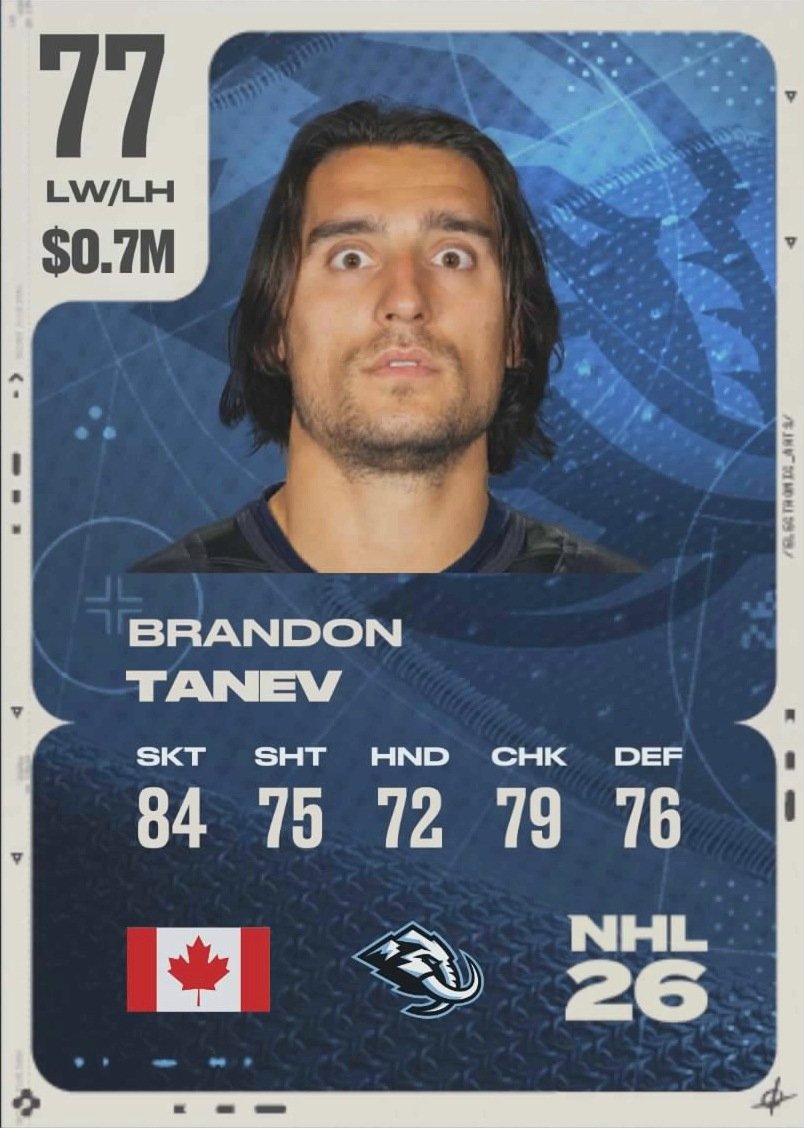 77
LW/LH
$0.7M
BRANDON
TANEV
SKT SHT HND CHK DEF
84 75 72 79 76
NHL
26